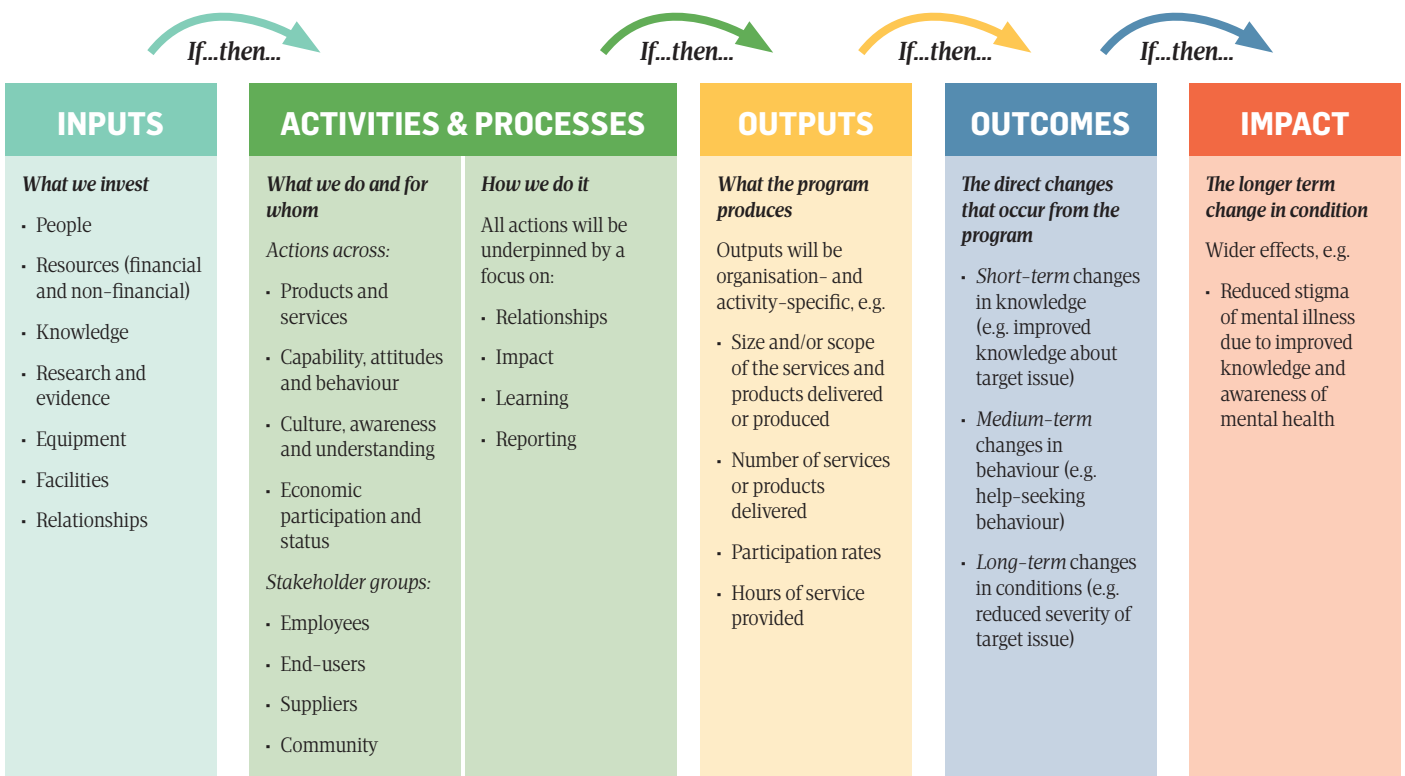 If...then...
If...then...
If...then...
If...then...
INPUTS
What we invest
• People
• Resources (financial
and non-financial)
• Knowledge
• Research and
evidence
• Equipment
• Facilities
• Relationships
ACTIVITIES & PROCESSES
What we do and for
whom
Actions across:
• Products and
services
• Capability, attitudes
and behaviour
• Culture, awareness
and understanding
• Economic
participation and
status
Stakeholder groups:
• Employees
• End-users
• Suppliers
• Community
How we do it
All actions will be
underpinned by a
focus on:
• Relationships
• Impact
• Learning
• Reporting
OUTPUTS
What the program
produces
Outputs will be
organisation- and
activity-specific, e.g.
• Size and/or scope
of the services and
products delivered
or produced
• Number of services
or products
delivered
• Participation rates
• Hours of service
provided
OUTCOMES
The direct changes
that occur from the
program
• Short-term changes
in knowledge
(e.g. improved
knowledge about
target issue)
• Medium-term
changes in
behaviour (e.g.
help-seeking
behaviour)
• Long-term changes
in conditions (e.g.
reduced severity of
target issue)
IMPACT
The longer term
change in condition
Wider effects, e.g.
• Reduced stigma
of mental illness
due to improved
knowledge and
awareness of
mental health